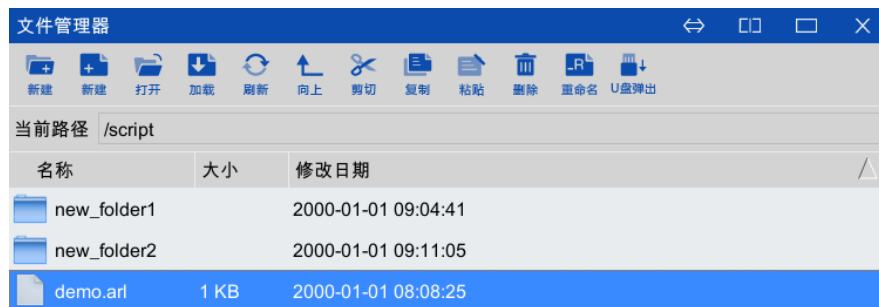 文件管理器
新建 新建 打开 加载 刷新 向上 剪切 复制 粘贴 删除 重命名 U盘弹出
当前路径 /script
名称 大小 修改日期
new_folder1 2000-01-01 09:04:41
new_folder2 2000-01-01 09:11:05
demo.arl 1 KB 2000-01-01 08:08:25